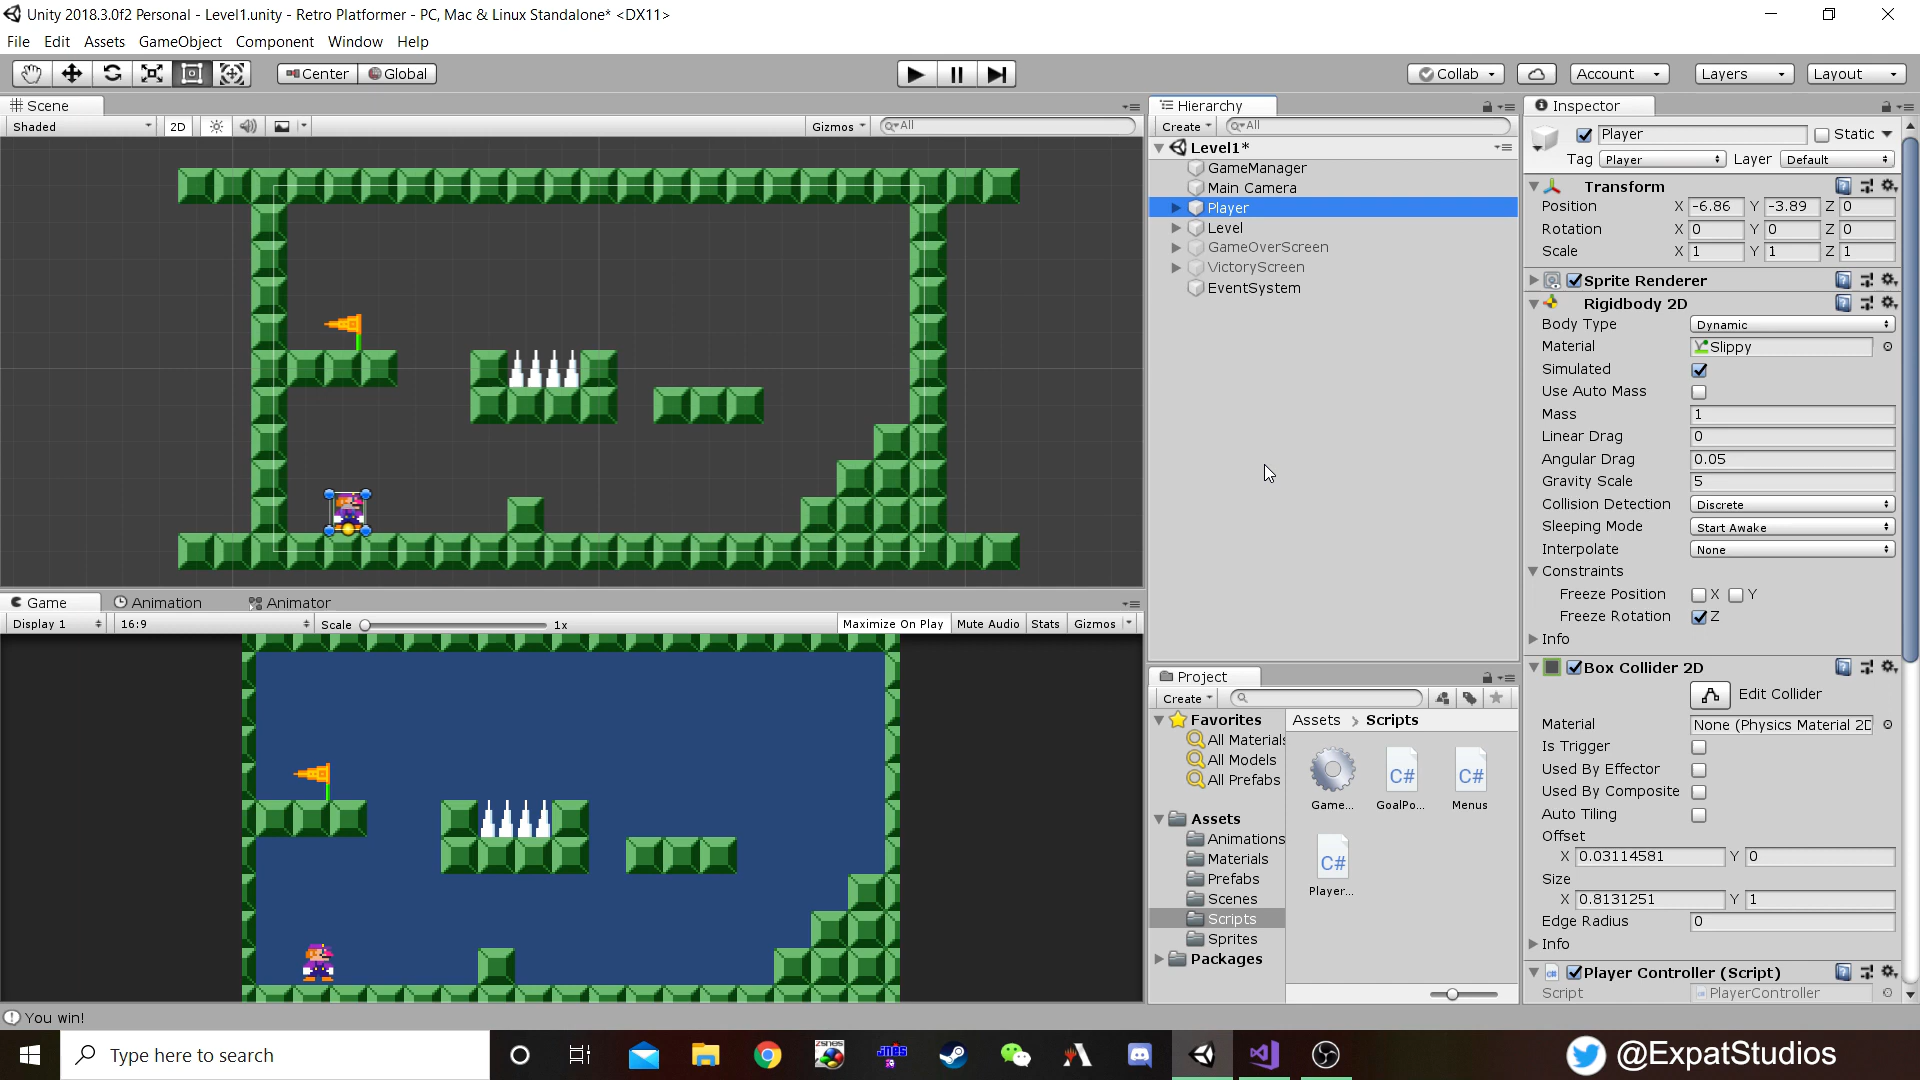 Unity 2018.3.0f2 Personal - Level1.unity - Retro Platformer - PC, Mac & Linux Standalone* <DX11>
File Edit Assets GameObject Component Window Help
Center Global Collab Account Layers Layout
Scene
Shaded 2D Gizmos All
Game Animation Animator
Display 1 16:9 Scale 1x Maximize On Play Mute Audio Stats Gizmos
Hierarchy
Create All
Level1*
GameManager
Main Camera
Player
Level
GameOverScreen
VictoryScreen
EventSystem
Project
Create
Favorites
All Materials
All Models
All Prefabs
Assets
Animations
Materials
Prefabs
Scenes
Scripts
Sprites
Packages
Assets > Scripts
Game... GoalPo... Menus
C# C#
C#
Player...
Inspector
Player Static
Tag Player Layer Default
Transform
Position X -6.86 Y -3.89 Z 0
Rotation X 0 Y 0 Z 0
Scale X 1 Y 1 Z 1
Sprite Renderer
Rigidbody 2D
Body Type Dynamic
Material Slippy
Simulated
Use Auto Mass
Mass 1
Linear Drag 0
Angular Drag 0.05
Gravity Scale 5
Collision Detection Discrete
Sleeping Mode Start Awake
Interpolate None
Constraints
Freeze Position X Y
Freeze Rotation Z
Info
Box Collider 2D
Edit Collider
Material None (Physics Material 2D
Is Trigger
Used By Effector
Used By Composite
Auto Tiling
Offset
X 0.03114581 Y 0
Size
X 0.8131251 Y 1
Edge Radius 0
Info
Player Controller (Script)
Script PlayerController
You win!
Type here to search
ZSNES
jnes
@ExpatStudios